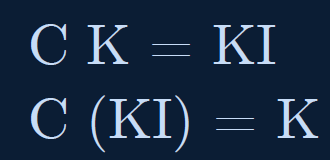 C K = KI
C (KI) = K